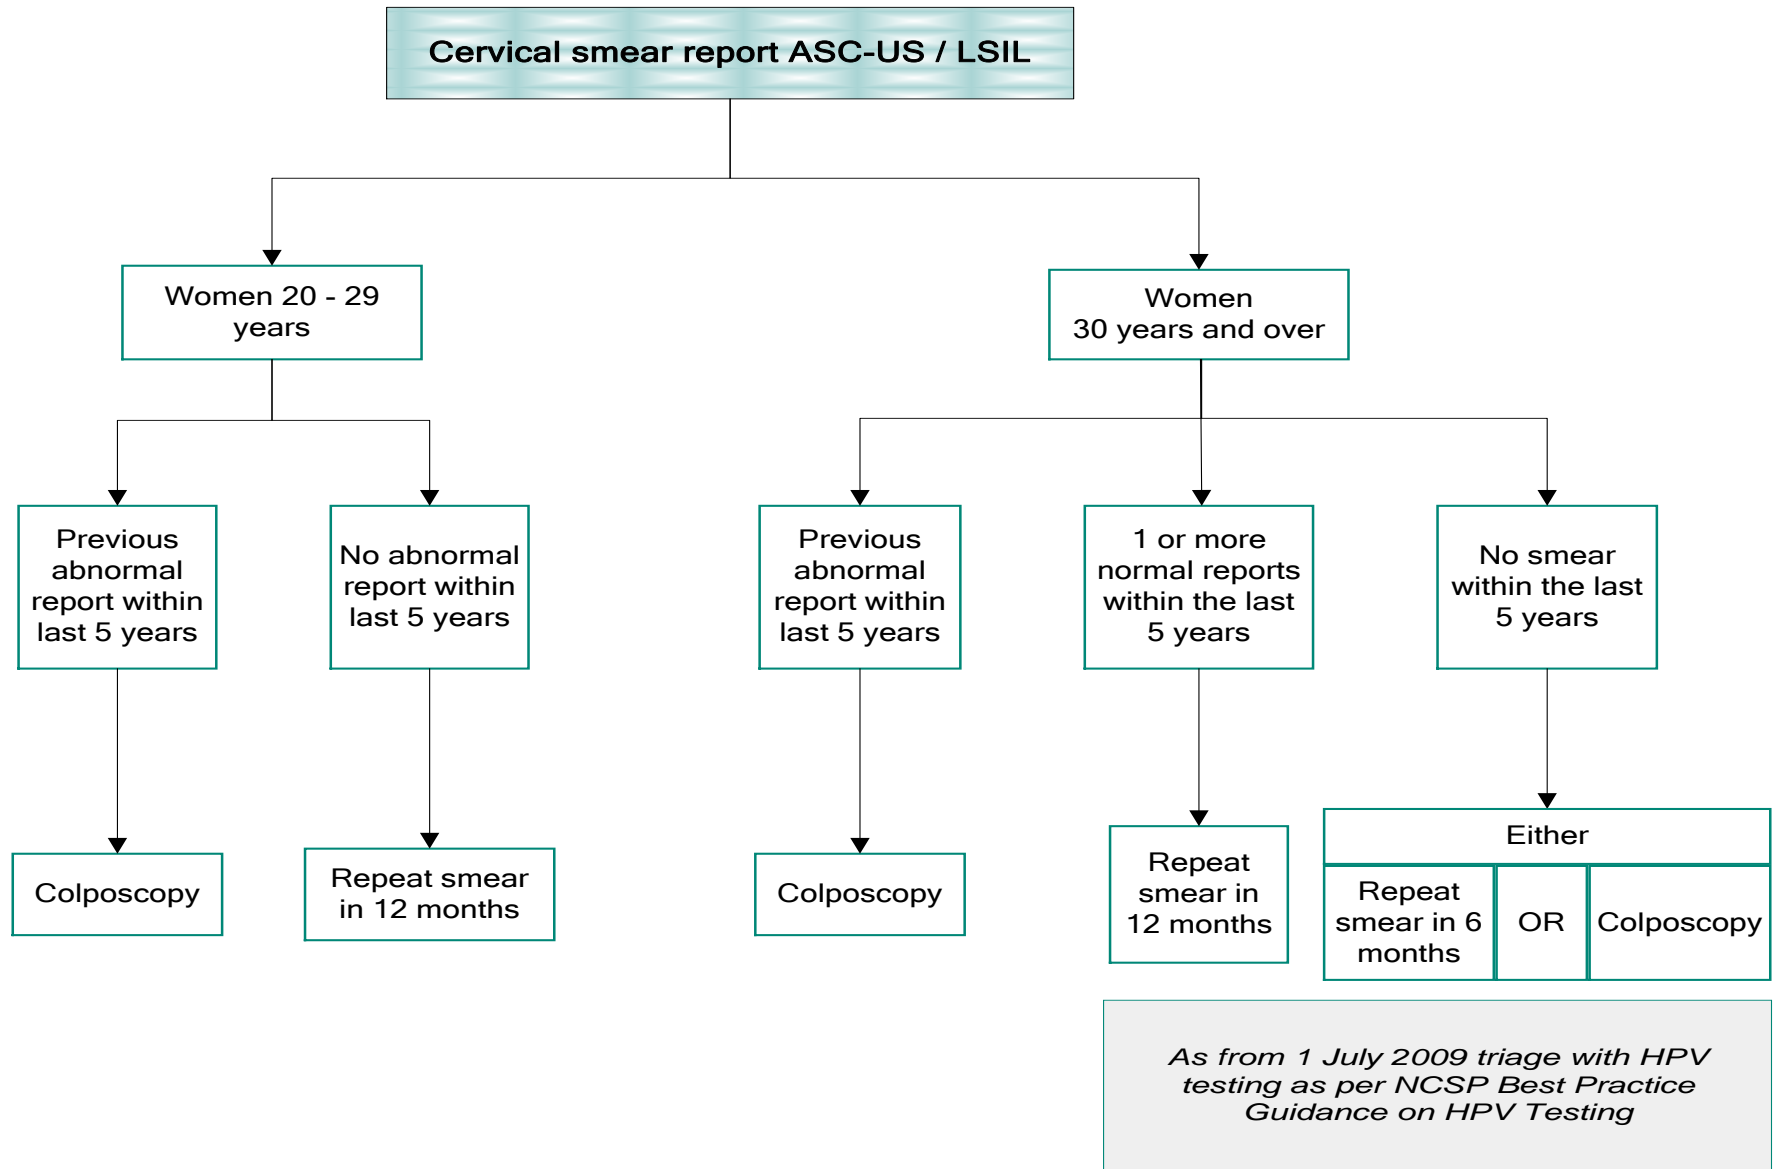 Cervical smear report ASC-US / LSIL
Women 20 - 29
years
Women
30 years and over
Previous
abnormal
report within
last 5 years
No abnormal
report within
last 5 years
Previous
abnormal
report within
last 5 years
1 or more
normal reports
within the last
5 years
No smear
within the last
5 years
Colposcopy
Repeat smear
in 12 months
Colposcopy
Repeat
smear in
12 months
Either
Repeat
smear in 6
months
OR
Colposcopy
As from 1 July 2009 triage with HPV
testing as per NCSP Best Practice
Guidance on HPV Testing